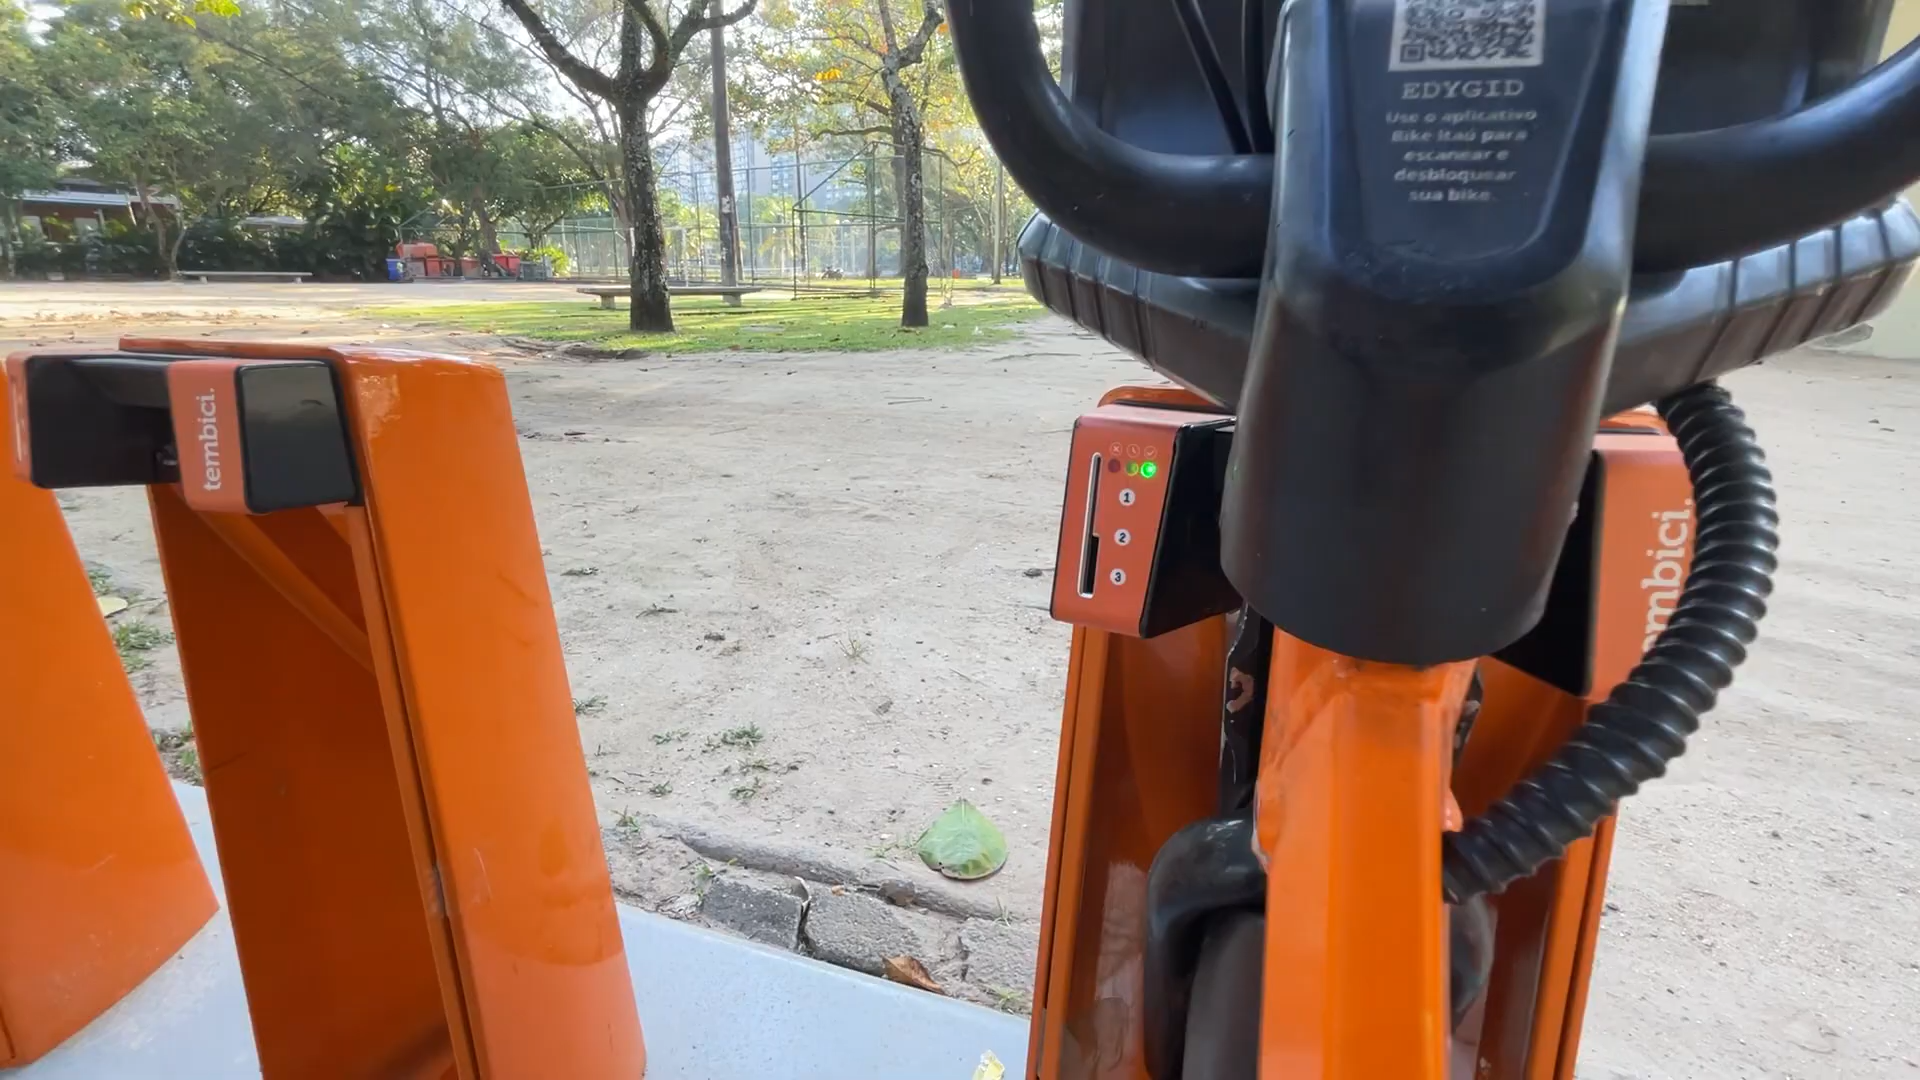 EDYGID
Use o aplicativo
Bike Itaú para
escanear e
desbloquear
sua bike.
tembici.
1
2
3
tembici.